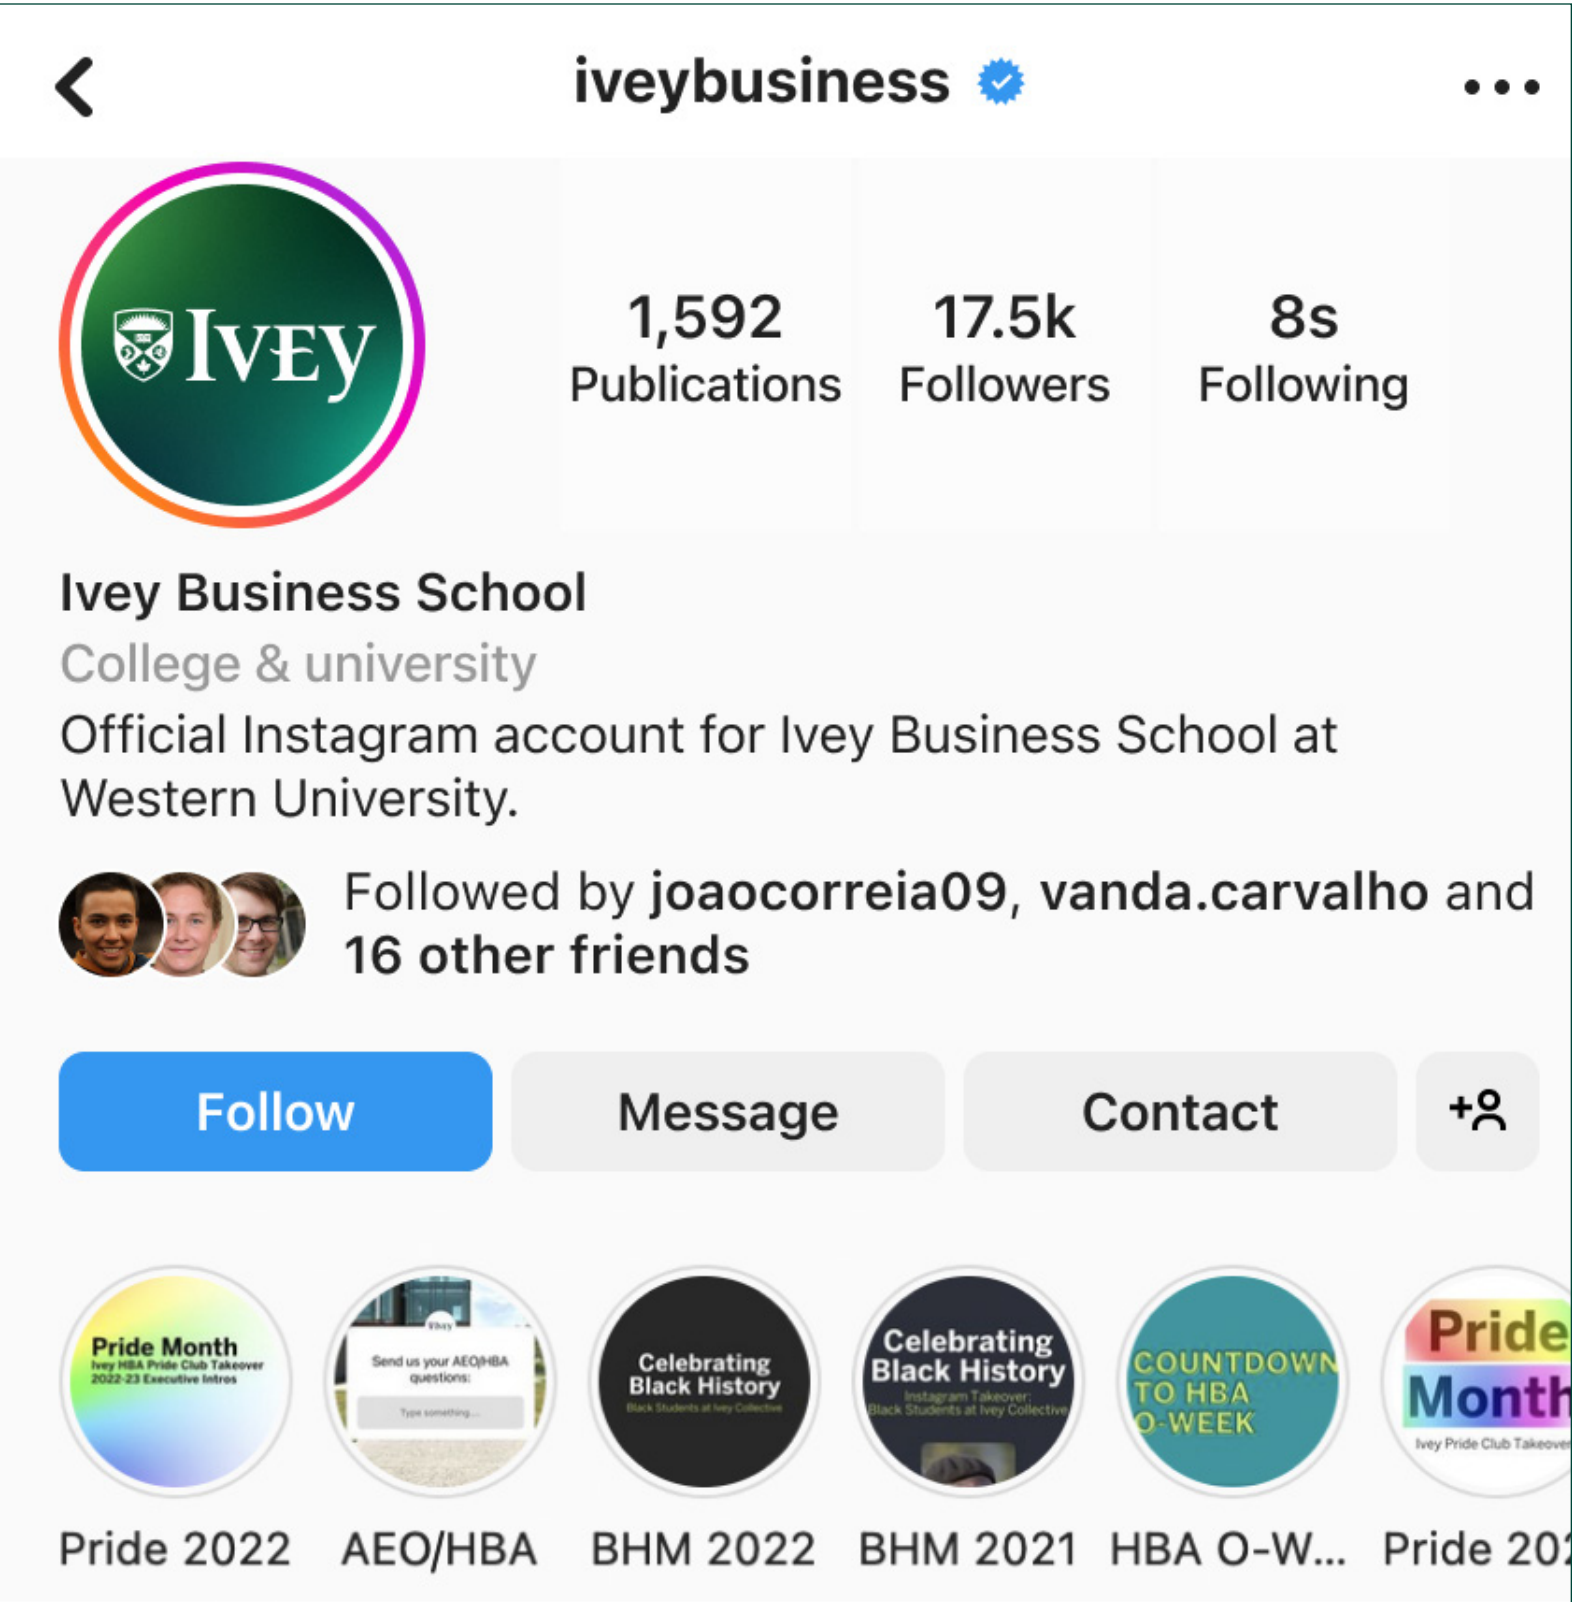 iveybusiness
IVEY
1,592
Publications
17.5k
Followers
8s
Following
Ivey Business School
College & university
Official Instagram account for Ivey Business School at
Western University.
Followed by joaocorreia09, vanda.carvalho and
16 other friends
Follow
Message
Contact
Pride Month
Ivey HBA Pride Club Takeover
2022-23 Executive Intros
Pride 2022
Ivey
Send us your AEO/HBA
questions:
Type something...
AEO/HBA
Celebrating
Black History
Black Students at Ivey Collective
BHM 2022
Celebrating
Black History
Instagram Takeover:
Black Students at Ivey Collective
BHM 2021
COUNTDOWN
TO HBA
O-WEEK
HBA O-W...
Pride
Month
Ivey Pride Club Takeover
Pride 202